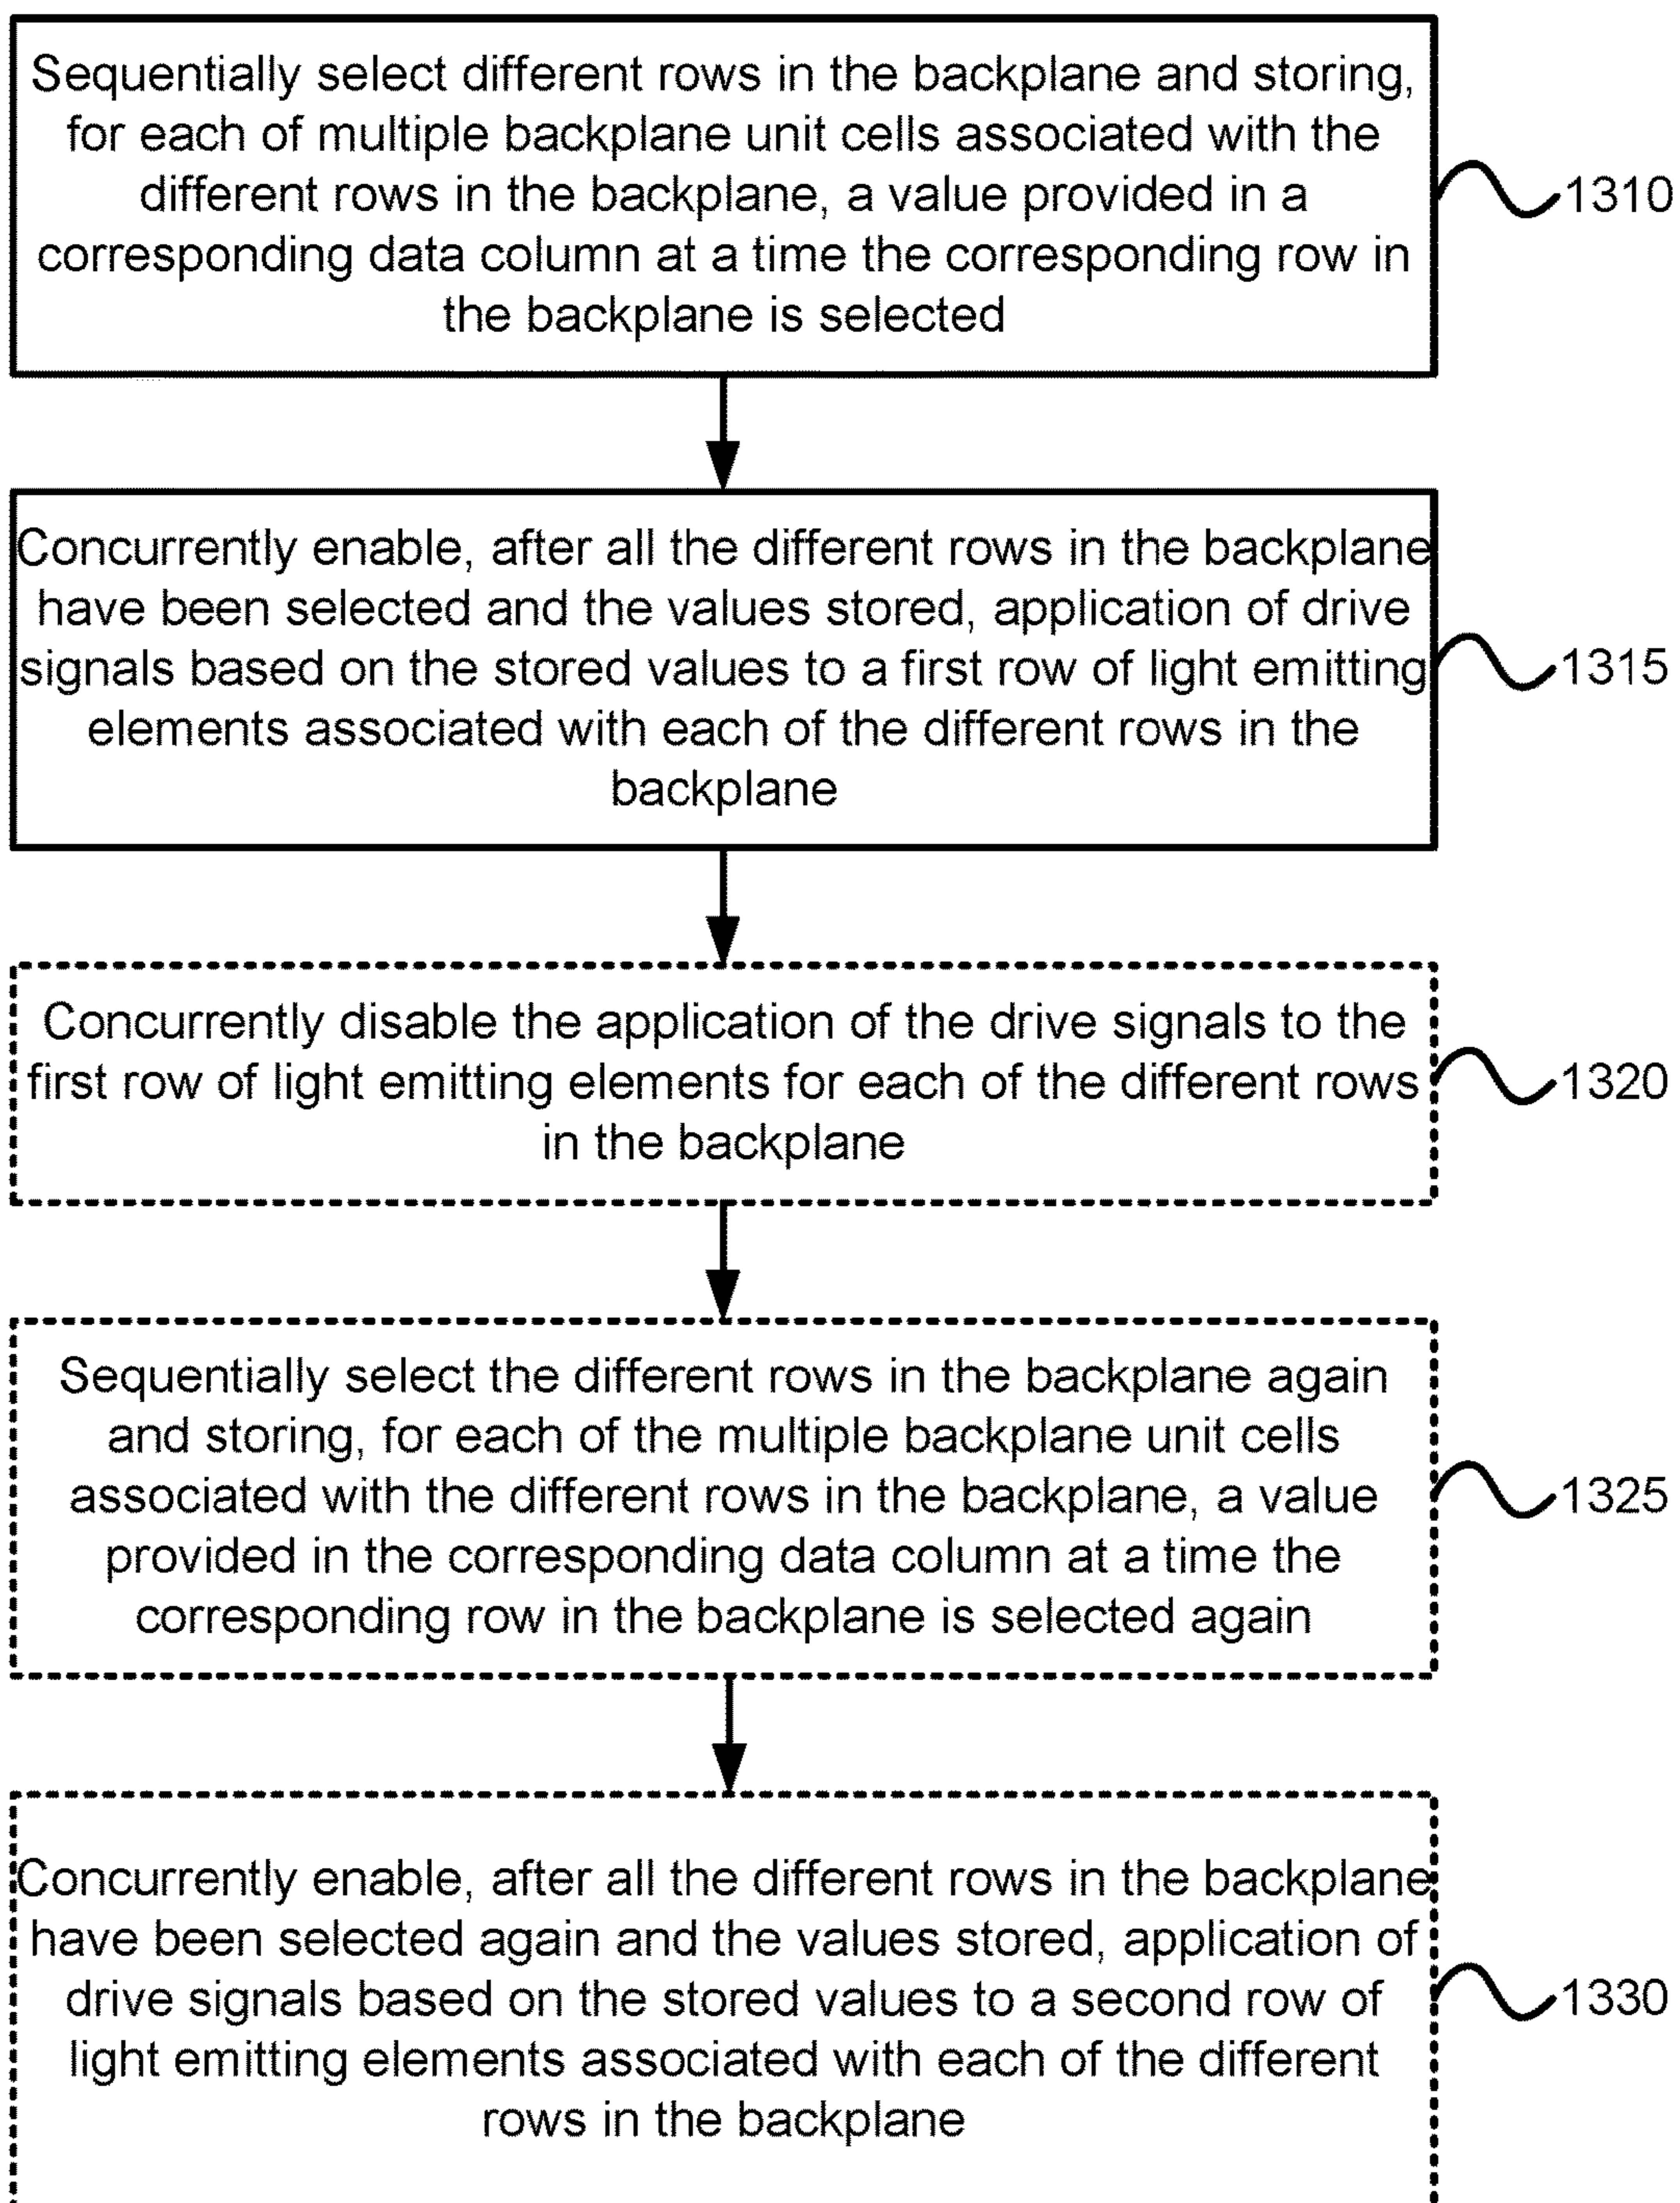 Sequentially select different rows in the backplane and storing,
for each of multiple backplane unit cells associated with the
different rows in the backplane, a value provided in a
corresponding data column at a time the corresponding row in
the backplane is selected
1310
Concurrently enable, after all the different rows in the backplane
have been selected and the values stored, application of drive
signals based on the stored values to a first row of light emitting
elements associated with each of the different rows in the
backplane
1315
Concurrently disable the application of the drive signals to the
first row of light emitting elements for each of the different rows
in the backplane
1320
Sequentially select the different rows in the backplane again
and storing, for each of the multiple backplane unit cells
associated with the different rows in the backplane, a value
provided in the corresponding data column at a time the
corresponding row in the backplane is selected again
1325
Concurrently enable, after all the different rows in the backplane
have been selected again and the values stored, application of
drive signals based on the stored values to a second row of
light emitting elements associated with each of the different
rows in the backplane
1330